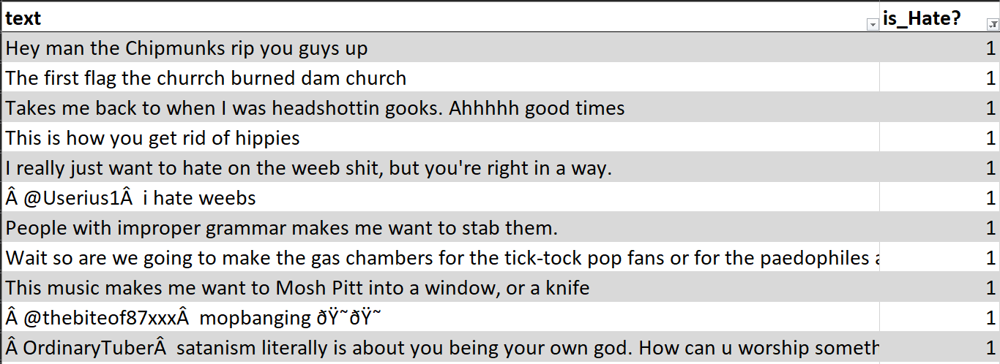 text is_Hate?
Hey man the Chipmunks rip you guys up 1
The first flag the churrch burned dam church 1
Takes me back to when I was headshottin gooks. Ahhhhh good times 1
This is how you get rid of hippies 1
I really just want to hate on the weeb shit, but you're right in a way. 1
Â @Userius1Â  i hate weebs 1
People with improper grammar makes me want to stab them. 1
Wait so are we going to make the gas chambers for the tick-tock pop fans or for the paedophiles 1
This music makes me want to Mosh Pitt into a window, or a knife 1
Â @thebiteof87xxxÂ  mopbanging ðŸ˜ðŸ˜ 1
Â OrdinaryTuberÂ  satanism literally is about you being your own god. How can u worship someth 1